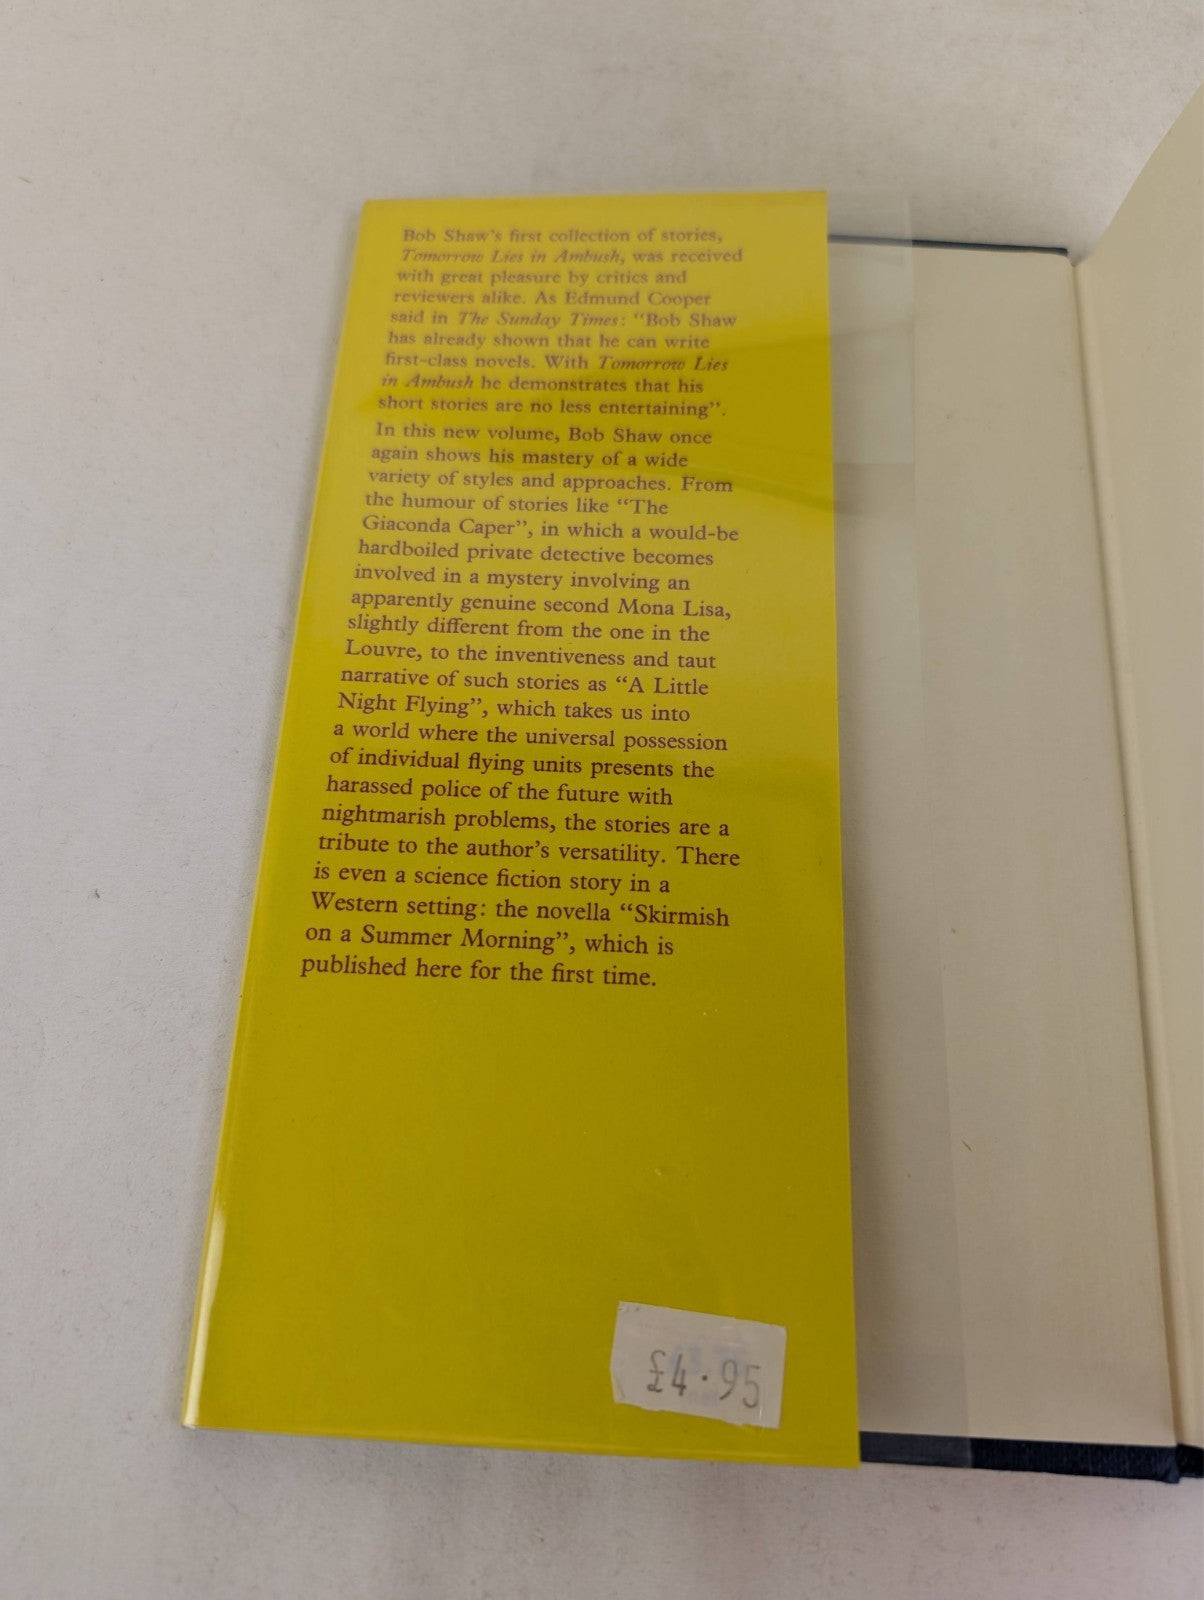 Bob Shaw's first collection of stories,
Tomorrow Lies in Ambush, was received
with great pleasure by critics and
reviewers alike. As Edmund Cooper
said in The Sunday Times: “Bob Shaw
has already shown that he can write
first-class novels. With Tomorrow Lies
in Ambush he demonstrates that his
short stories are no less entertaining”.
In this new volume, Bob Shaw once
again shows his mastery of a wide
variety of styles and approaches. From
the humour of stories like “The
Giaconda Caper”, in which a would-be
hardboiled private detective becomes
involved in a mystery involving an
apparently genuine second Mona Lisa,
slightly different from the one in the
Louvre, to the inventiveness and taut
narrative of such stories as “A Little
Night Flying”, which takes us into
a world where the universal possession
of individual flying units presents the
harassed police of the future with
nightmarish problems, the stories are a
tribute to the author's versatility. There
is even a science fiction story in a
Western setting: the novella “Skirmish
on a Summer Morning”, which is
published here for the first time.
£4.95